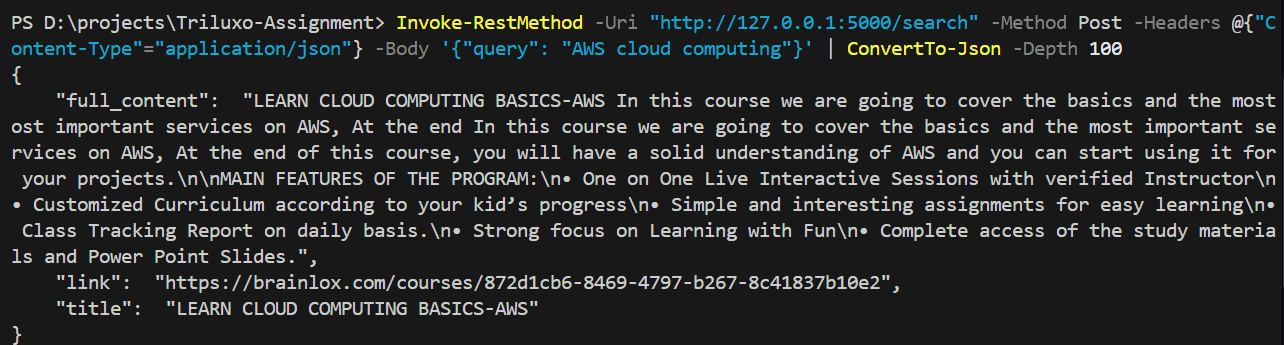 PS D:\projects\Triluxo-Assignment> Invoke-RestMethod -Uri "http://127.0.0.1:5000/search" -Method Post -Headers @{"C
ontent-Type"="application/json"} -Body '{"query": "AWS cloud computing"}' | ConvertTo-Json -Depth 100
{
    "full_content":  "LEARN CLOUD COMPUTING BASICS-AWS In this course we are going to cover the basics and the most
ost important services on AWS, At the end In this course we are going to cover the basics and the most important se
rvices on AWS, At the end of this course, you will have a solid understanding of AWS and you can start using it for
 your projects.\n\nMAIN FEATURES OF THE PROGRAM:\n• One on One Live Interactive Sessions with verified Instructor\n
• Customized Curriculum according to your kid’s progress\n• Simple and interesting assignments for easy learning\n•
 Class Tracking Report on daily basis.\n• Strong focus on Learning with Fun\n• Complete access of the study materia
ls and Power Point Slides.",
    "link":  "https://brainlox.com/courses/872d1cb6-8469-4797-b267-8c41837b10e2",
    "title":  "LEARN CLOUD COMPUTING BASICS-AWS"
}